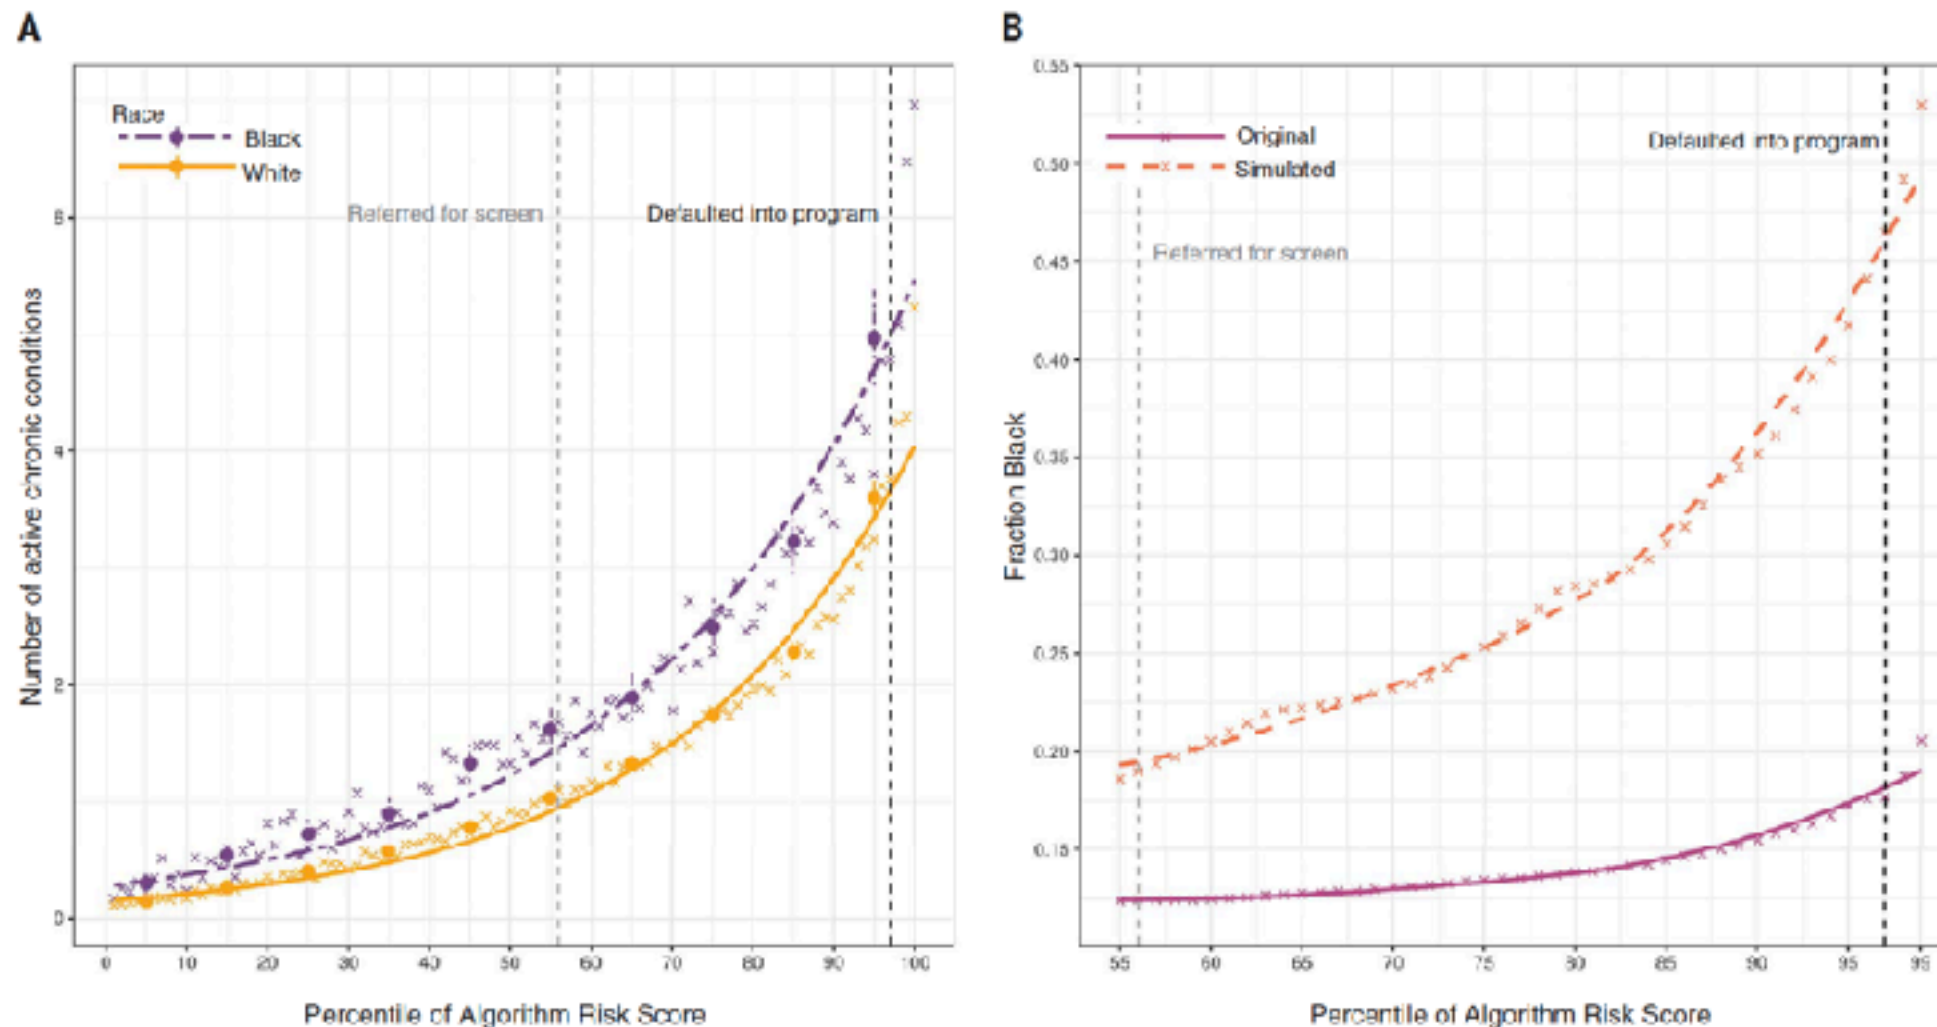 A
Race
Black
White
Referred for screen
Defaulted into program
Number of active chronic conditions
6
4
2
0
0 10 20 30 40 50 60 70 80 90 100
Percentile of Algorithm Risk Score
B
Original
Simulated
Defaulted into program
Referred for screen
Fraction Black
0.55
0.50
0.45
0.40
0.35
0.30
0.25
0.20
0.15
55 60 65 70 75 80 85 90 95 99
Percentile of Algorithm Risk Score